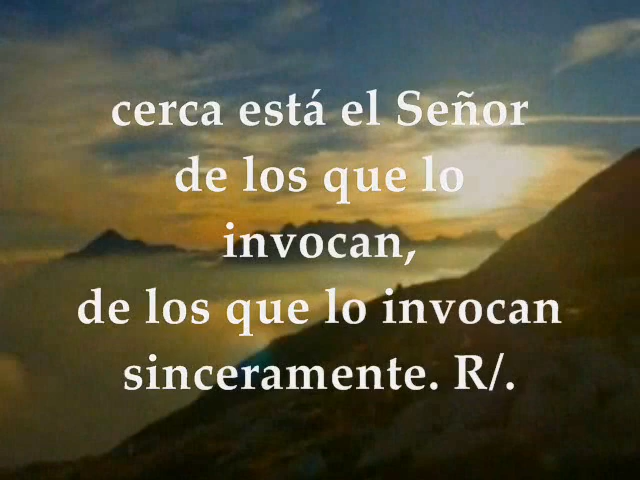 cerca está el Señor
de los que lo
invocan,
de los que lo invocan
sinceramente. R/.